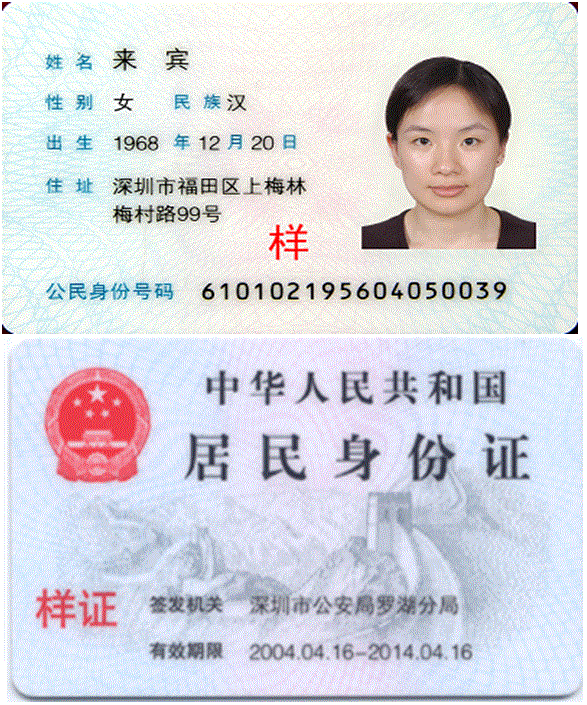 姓名 来宾
性别 女 民族 汉
出生 1968 年 12 月 20 日
住址 深圳市福田区上梅林
梅村路99号
样
公民身份号码 610102195604050039
中华人民共和国
居民身份证
样证
签发机关 深圳市公安局罗湖分局
有效期限 2004.04.16-2014.04.16